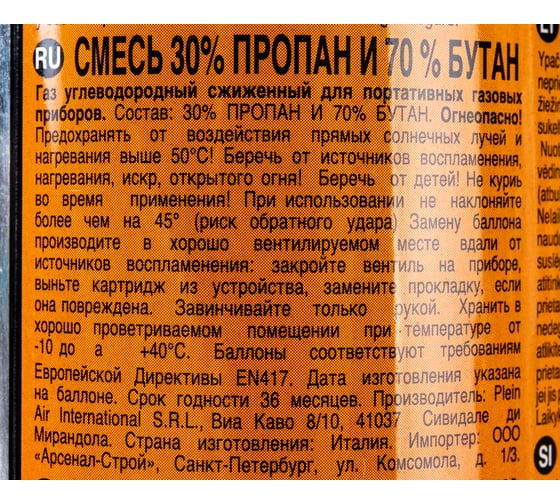 RU СМЕСЬ 30% ПРОПАН И 70 % БУТАН
Газ углеводородный сжиженный для портативных газовых
приборов. Состав: 30% ПРОПАН И 70% БУТАН. Огнеопасно!
Предохранять от воздействия прямых солнечных лучей и
нагревания выше 50°С! Беречь от источников воспламенения,
нагревания, искр, открытого огня! Беречь от детей! Не курить
во время применения! При использовании не наклоняйте
более чем на 45° (риск обратного удара) Замену баллона
производите в хорошо вентилируемом месте вдали от
источников воспламенения: закройте вентиль на приборе,
выньте картридж из устройства, замените прокладку, если
она повреждена. Завинчивайте только рукой. Хранить в
хорошо проветриваемом помещении при температуре от
-10 до а +40°С. Баллоны соответствуют требованиям
Европейской Директивы EN417. Дата изготовления указана
на баллоне. Срок годности 36 месяцев. Производитель: Plein
Air International S.R.L., Виа Каво 8/10, 41037 Сивидале ди
Мирандола. Страна изготовления: Италия. Импортер: ООО
«Арсенал-Строй», Санкт-Петербург, ул. Комсомола, д. 1/3.
SI